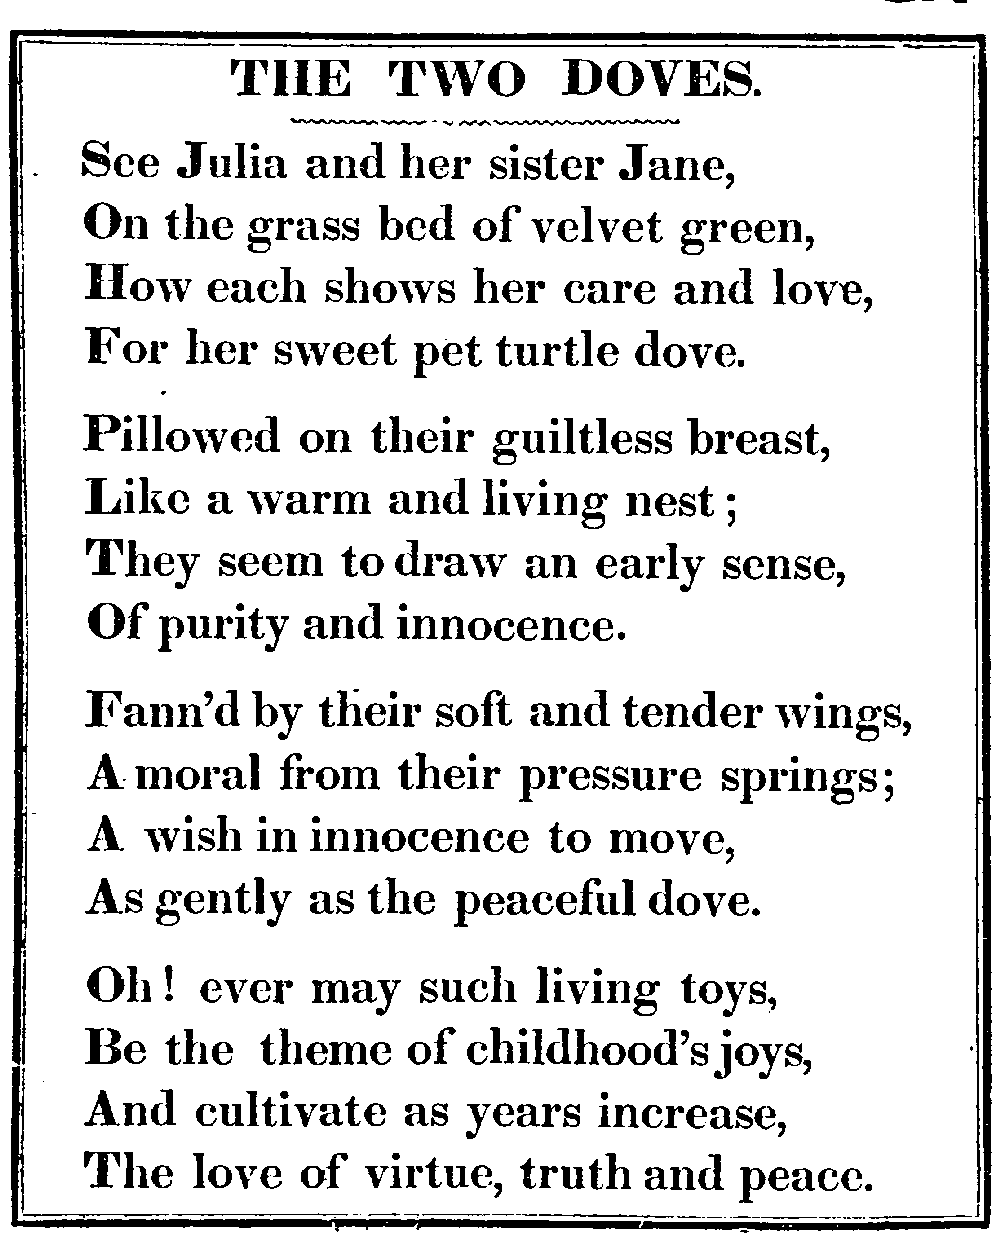 THE TWO DOVES.
See Julia and her sister Jane,
On the grass bed of velvet green,
How each shows her care and love,
For her sweet pet turtle dove.
Pillowed on their guiltless breast,
Like a warm and living nest;
They seem to draw an early sense,
Of purity and innocence.
Fann'd by their soft and tender wings,
A moral from their pressure springs;
A wish in innocence to move,
As gently as the peaceful dove.
Oh! ever may such living toys,
Be the theme of childhood's joys,
And cultivate as years increase,
The love of virtue, truth and peace.